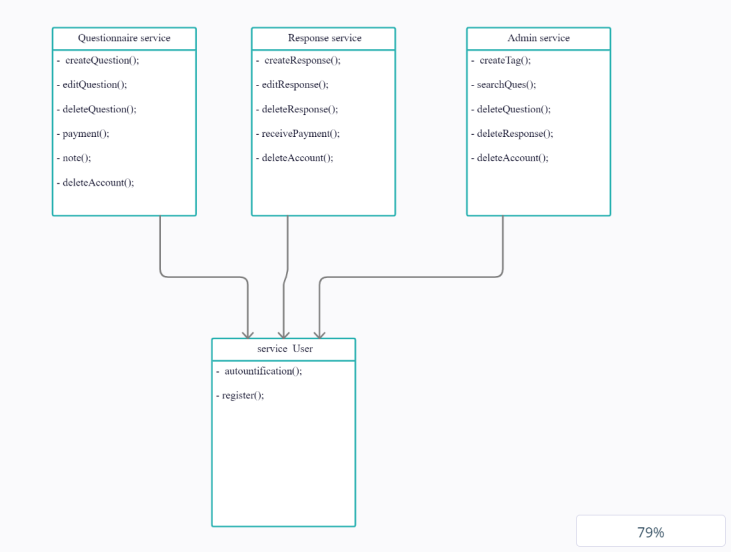 Questionnaire service
- createQuestion();
- editQuestion();
- deleteQuestion();
- payment();
- note();
- deleteAccount();
Response service
- createResponse();
- editResponse();
- deleteResponse();
- receivePayment();
- deleteAccount();
Admin service
- createTag();
- searchQues();
- deleteQuestion();
- deleteResponse();
- deleteAccount();
service User
- autountification();
- register();
79%